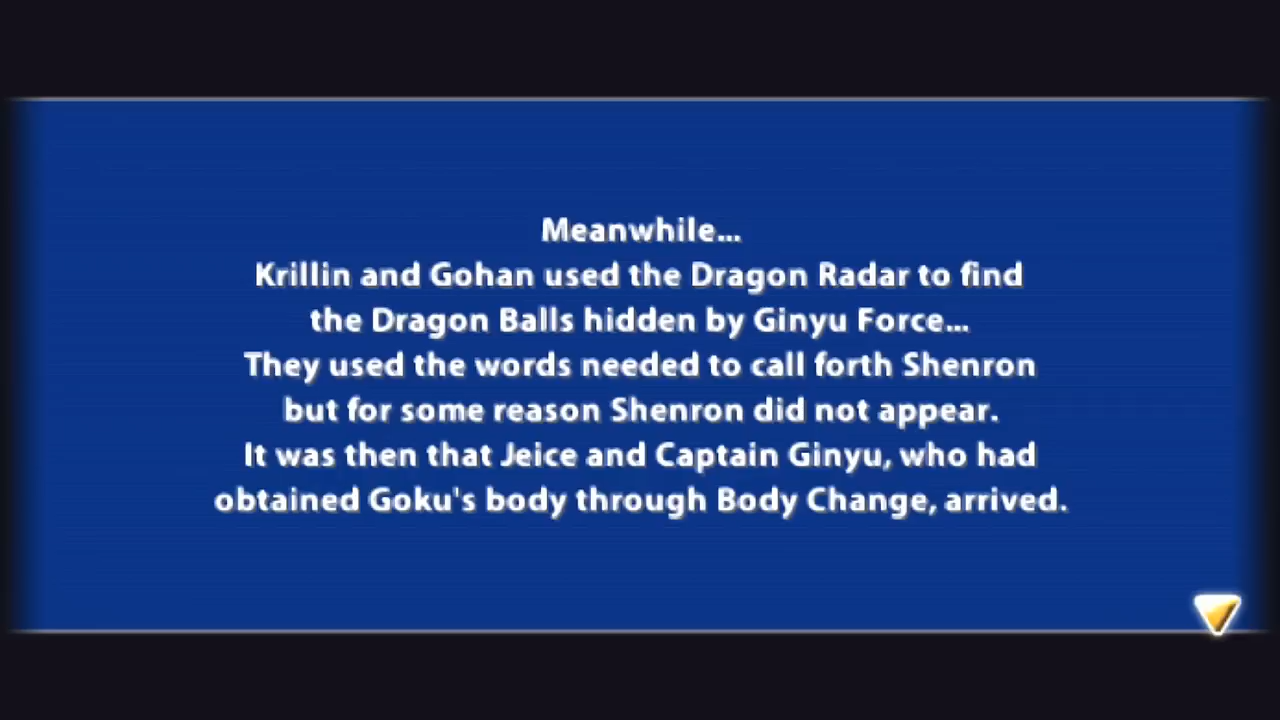 Meanwhile...
Krillin and Gohan used the Dragon Radar to find
the Dragon Balls hidden by Ginyu Force...
They used the words needed to call forth Shenron
but for some reason Shenron did not appear.
It was then that Jeice and Captain Ginyu, who had
obtained Goku's body through Body Change, arrived.